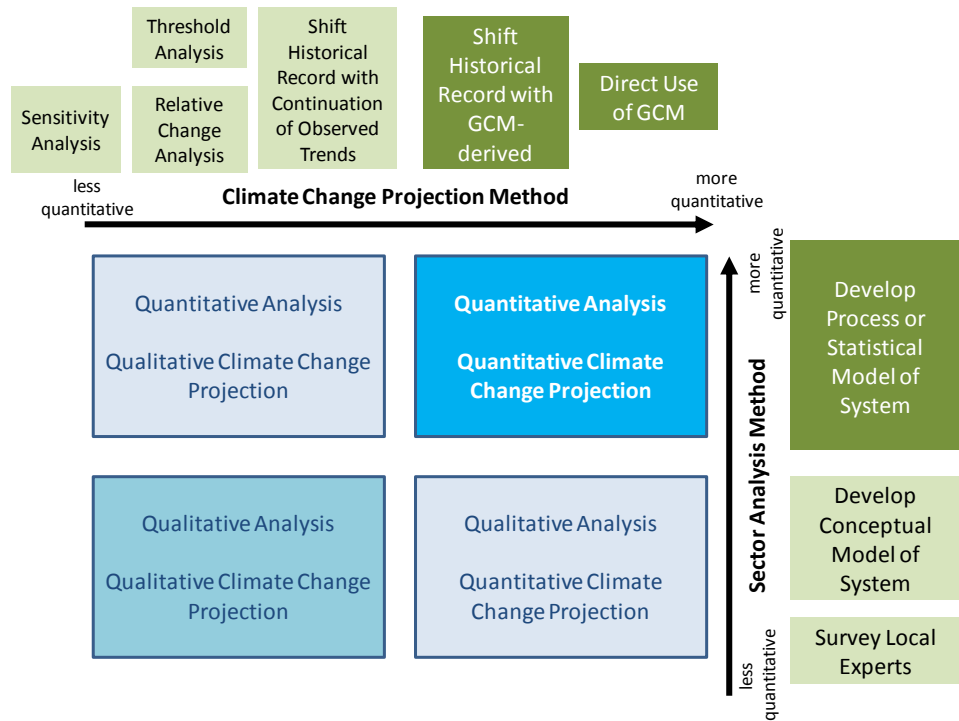 Threshold
Analysis
Sensitivity
Analysis
Relative
Change
Analysis
Shift
Historical
Record with
Continuation
of Observed
Trends
Shift
Historical
Record with
GCM-
derived
Direct Use
of GCM
less
quantitative
Climate Change Projection Method
more
quantitative
Quantitative Analysis
Qualitative Climate Change
Projection
Quantitative Analysis
Quantitative Climate
Change Projection
Qualitative Analysis
Qualitative Climate Change
Projection
Qualitative Analysis
Quantitative Climate
Change Projection
more
quantitative
Sector Analysis Method
less
quantitative
Develop
Process or
Statistical
Model of
System
Develop
Conceptual
Model of
System
Survey Local
Experts